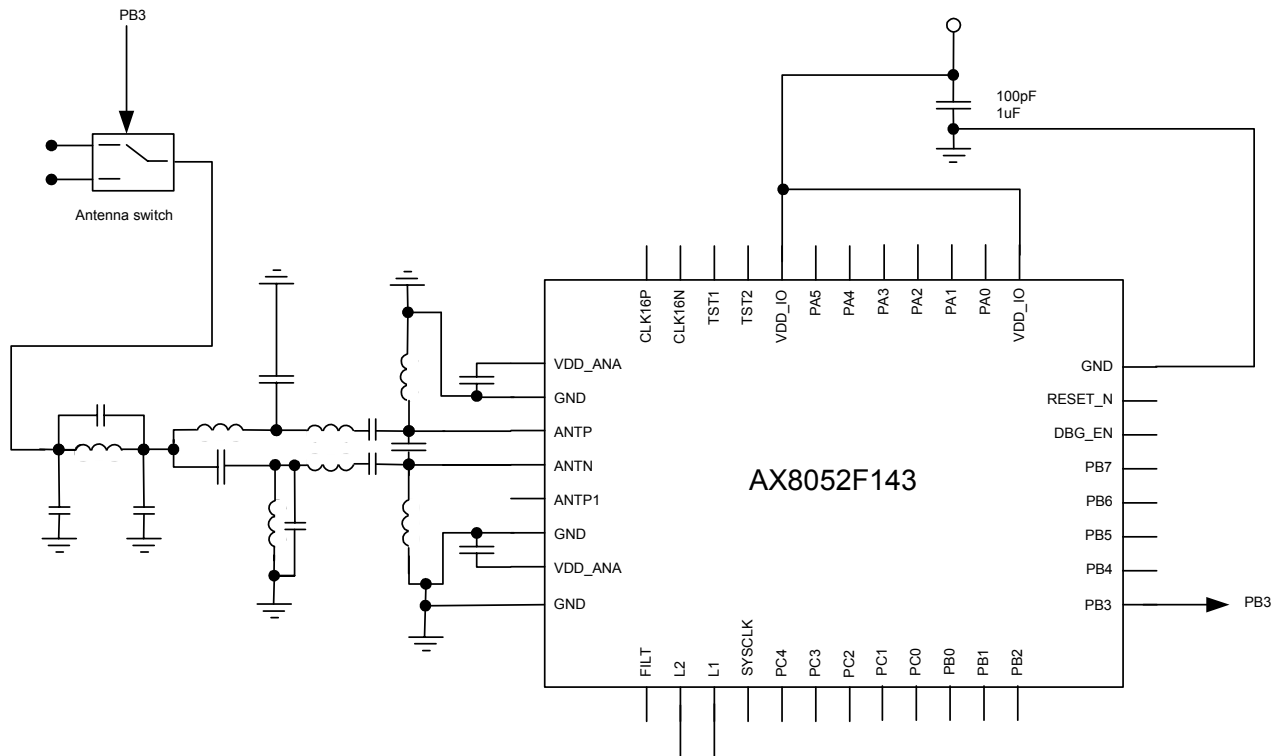 PB3
100pF
1uF
Antenna switch
CLK16P
CLK16N
TST1
TST2
VDD_IO
PA5
PA4
PA3
PA2
PA1
PA0
VDD_IO
VDD_ANA
GND
ANTP
ANTN
ANTP1
GND
VDD_ANA
GND
AX8052F143
GND
RESET_N
DBG_EN
PB7
PB6
PB5
PB4
PB3
PB3
FILT
L2
L1
SYSCLK
PC4
PC3
PC2
PC1
PC0
PB0
PB1
PB2